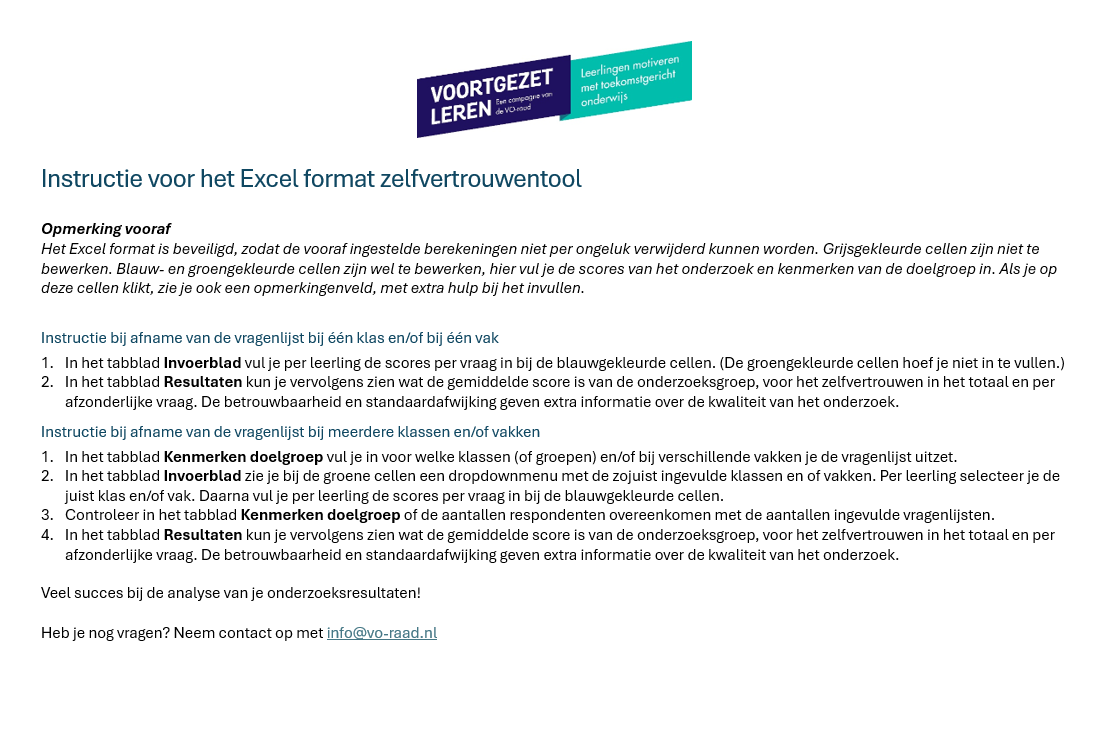 VOORTGEZET
LEREN Een campagne van
de VO-raad
Leerlingen motiveren
met toekomstgericht
onderwijs
Instructie voor het Excel format zelfvertrouwentool
Opmerking vooraf
Het Excel format is beveiligd, zodat de vooraf ingestelde berekeningen niet per ongeluk verwijderd kunnen worden. Grijsgekleurde cellen zijn niet te
bewerken. Blauw- en groengekleurde cellen zijn wel te bewerken, hier vul je de scores van het onderzoek en kenmerken van de doelgroep in. Als je op
deze cellen klikt, zie je ook een opmerkingenveld, met extra hulp bij het invullen.
Instructie bij afname van de vragenlijst bij één klas en/of bij één vak
1. In het tabblad Invoerblad vul je per leerling de scores per vraag in bij de blauwgekleurde cellen. (De groengekleurde cellen hoef je niet in te vullen.)
2. In het tabblad Resultaten kun je vervolgens zien wat de gemiddelde score is van de onderzoeksgroep, voor het zelfvertrouwen in het totaal en per
afzonderlijke vraag. De betrouwbaarheid en standaardafwijking geven extra informatie over de kwaliteit van het onderzoek.
Instructie bij afname van de vragenlijst bij meerdere klassen en/of vakken
1. In het tabblad Kenmerken doelgroep vul je in voor welke klassen (of groepen) en/of bij verschillende vakken je de vragenlijst uitzet.
2. In het tabblad Invoerblad zie je bij de groene cellen een dropdownmenu met de zojuist ingevulde klassen en of vakken. Per leerling selecteer je de
juist klas en/of vak. Daarna vul je per leerling de scores per vraag in bij de blauwgekleurde cellen.
3. Controleer in het tabblad Kenmerken doelgroep of de aantallen respondenten overeenkomen met de aantallen ingevulde vragenlijsten.
4. In het tabblad Resultaten kun je vervolgens zien wat de gemiddelde score is van de onderzoeksgroep, voor het zelfvertrouwen in het totaal en per
afzonderlijke vraag. De betrouwbaarheid en standaardafwijking geven extra informatie over de kwaliteit van het onderzoek.
Veel succes bij de analyse van je onderzoeksresultaten!
Heb je nog vragen? Neem contact op met info@vo-raad.nl